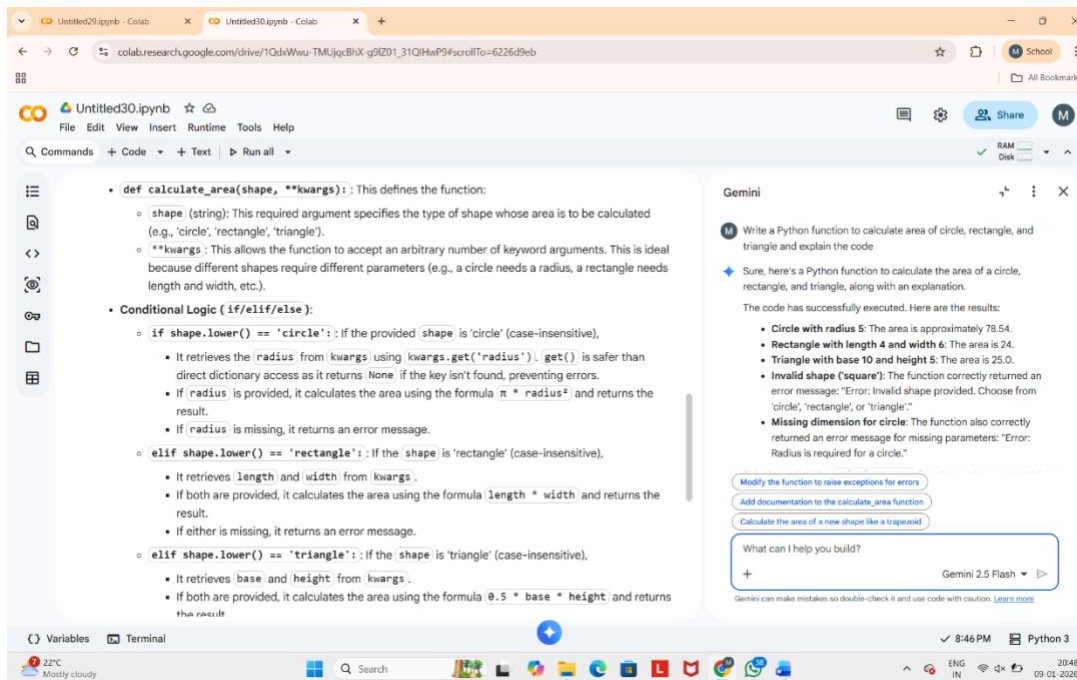 Untitled29.ipynb - Colab
Untitled30.ipynb - Colab
colab.research.google.com/drive/1QdxWwu-TMUjqcBhX-g9IZ01_31QlHwP9#scrollTo=6226d9eb
M School
All Bookmark
CO Untitled30.ipynb
File Edit View Insert Runtime Tools Help
Share
M
Commands + Code + Text Run all
RAM
Disk
• def calculate_area(shape, **kwargs): : This defines the function:
◦ shape (string): This required argument specifies the type of shape whose area is to be calculated
(e.g., 'circle', 'rectangle', 'triangle').
◦ **kwargs : This allows the function to accept an arbitrary number of keyword arguments. This is ideal
because different shapes require different parameters (e.g., a circle needs a radius, a rectangle needs
length and width, etc.).
• Conditional Logic ( if/elif/else ):
◦ if shape.lower() == 'circle': : If the provided shape is 'circle' (case-insensitive),
▪ It retrieves the radius from kwargs using kwargs.get('radius') . get() is safer than
direct dictionary access as it returns None if the key isn't found, preventing errors.
▪ If radius is provided, it calculates the area using the formula π * radius² and returns the
result.
▪ If radius is missing, it returns an error message.
◦ elif shape.lower() == 'rectangle': : If the shape is 'rectangle' (case-insensitive),
▪ It retrieves length and width from kwargs .
▪ If both are provided, it calculates the area using the formula length * width and returns the
result.
▪ If either is missing, it returns an error message.
◦ elif shape.lower() == 'triangle': : If the shape is 'triangle' (case-insensitive),
▪ It retrieves base and height from kwargs .
▪ If both are provided, it calculates the area using the formula 0.5 * base * height and returns
the result
Gemini
M Write a Python function to calculate area of circle, rectangle, and
triangle and explain the code
Sure, here's a Python function to calculate the area of a circle,
rectangle, and triangle, along with an explanation.
The code has successfully executed. Here are the results:
• Circle with radius 5: The area is approximately 78.54.
• Rectangle with length 4 and width 6: The area is 24.
• Triangle with base 10 and height 5: The area is 25.0.
• Invalid shape ('square'): The function correctly returned an
error message: "Error: Invalid shape provided. Choose from
'circle', 'rectangle', or 'triangle'."
• Missing dimension for circle: The function also correctly
returned an error message for missing parameters: "Error:
Radius is required for a circle."
Modify the function to raise exceptions for errors
Add documentation to the calculate_area function
Calculate the area of a new shape like a trapezoid
What can I help you build?
+ Gemini 2.5 Flash
Gemini can make mistakes so double-check it and use code with caution. Learn more
{} Variables Terminal
✓ 8:46 PM Python 3
7 22°C
Mostly cloudy
Search
ENG
IN
20:48
09-01-2026